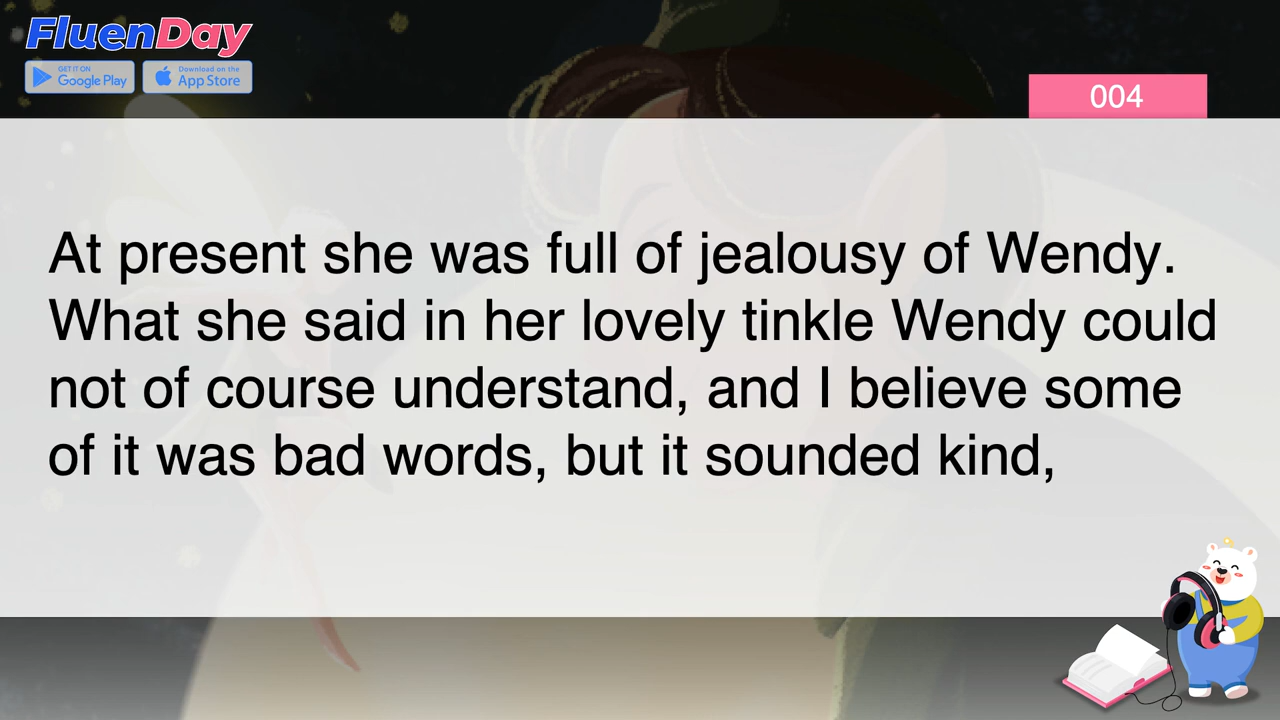 FluenDay
GET IT ON
Google Play
Download on the
App Store
004
At present she was full of jealousy of Wendy.
What she said in her lovely tinkle Wendy could
not of course understand, and I believe some
of it was bad words, but it sounded kind,